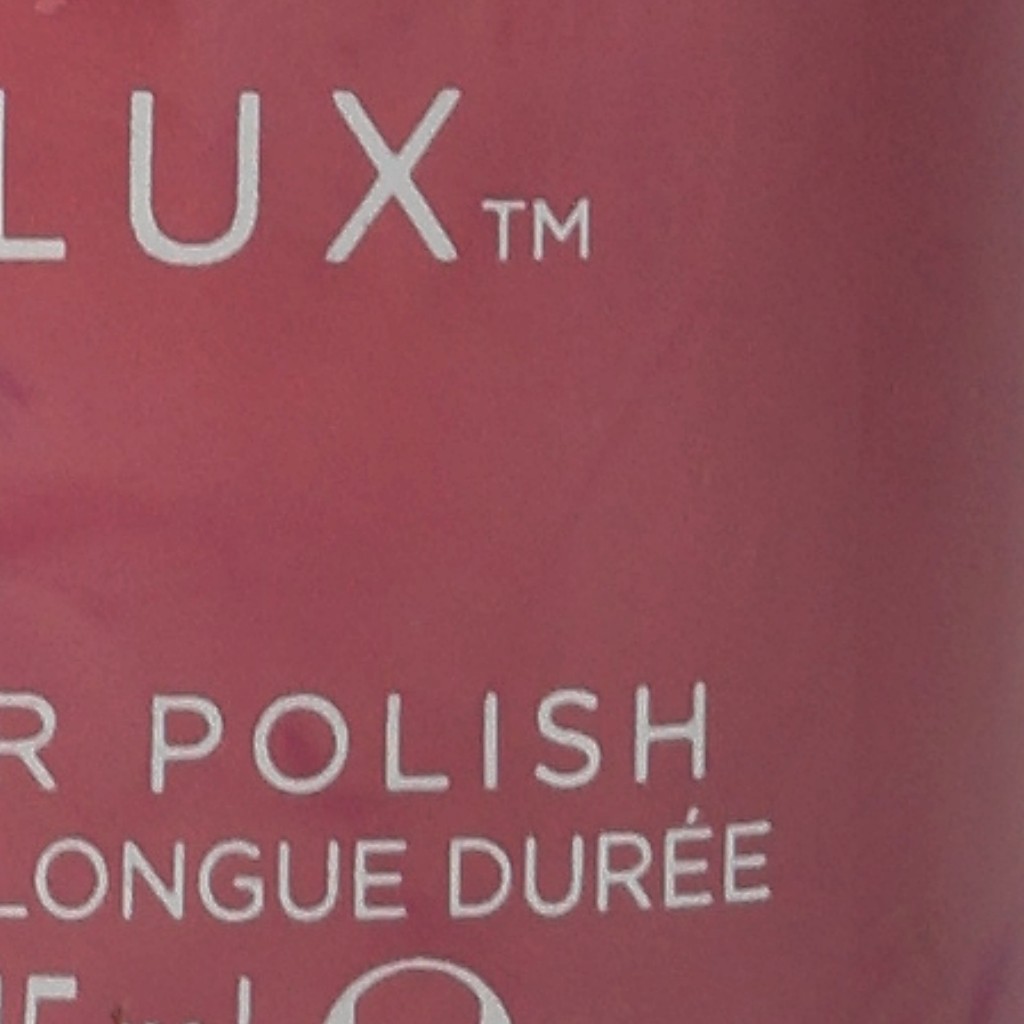 LUX™
R POLISH
LONGUE DURÉE